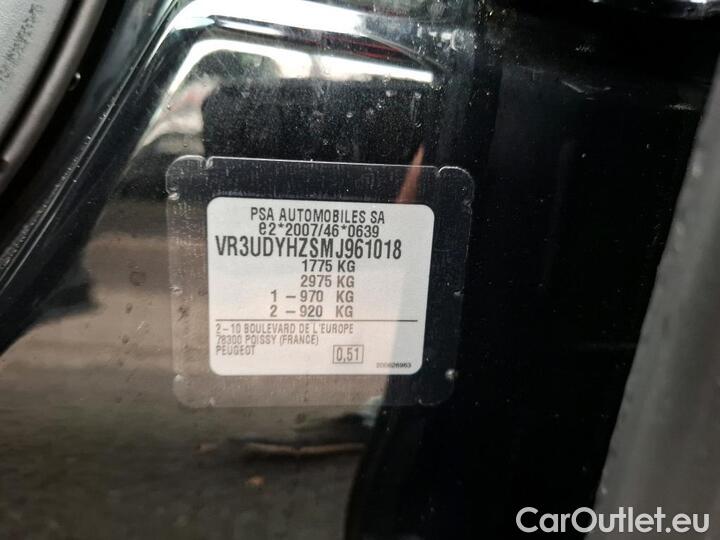 PSA AUTOMOBILES SA
e2*2007/46*0639
VR3UDYHZSMJ961018
1775 KG
2975 KG
1 – 970 KG
2 – 920 KG
2 – 10 BOULEVARD DE L'EUROPE
78300 POISSY (FRANCE)
PEUGEOT
0,51
CarOutlet.eu